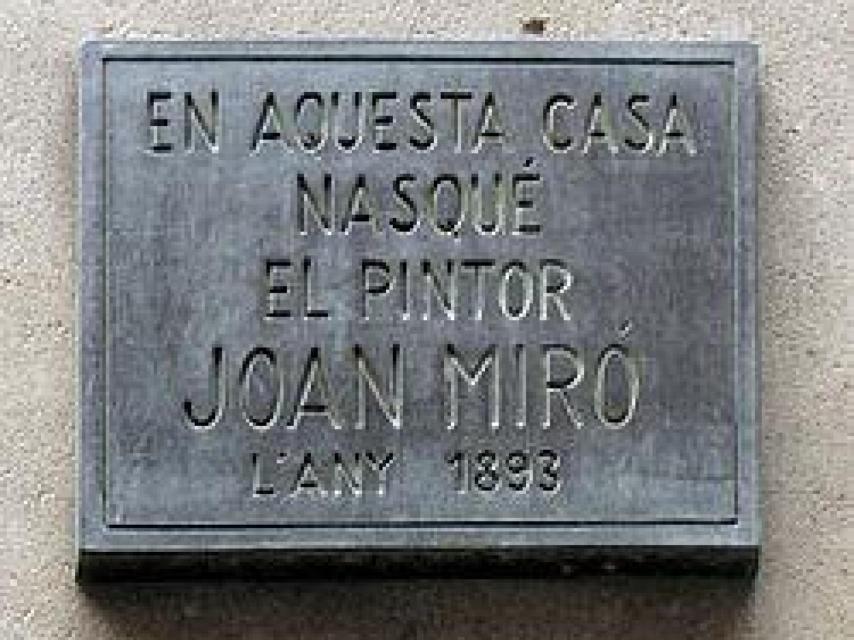 EN AQUESTA CASA
NASQUÉ
EL PINTOR
JOAN MIRÓ
L'ANY 1893